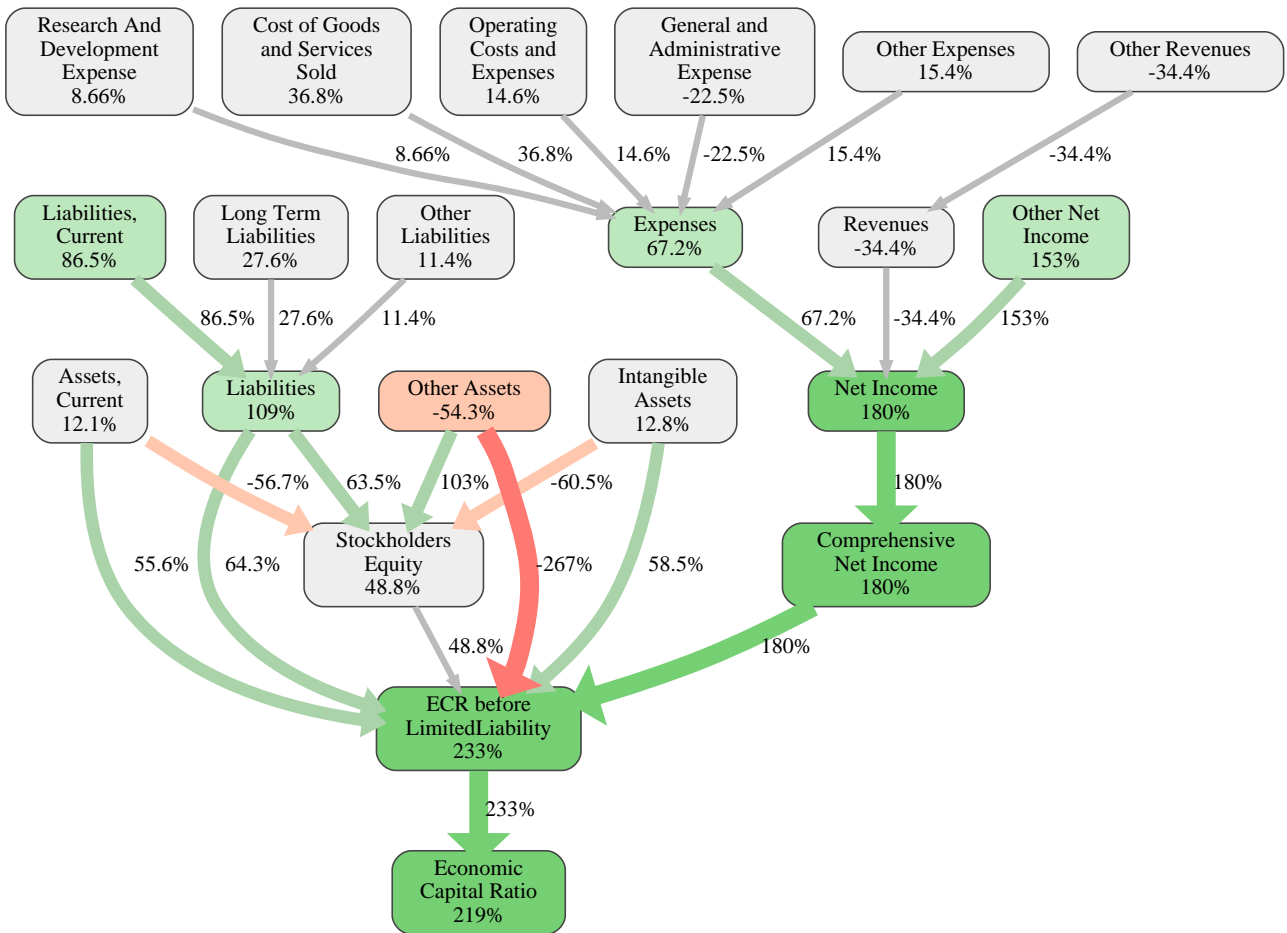 Research And
Development
Expense
8.66%
Cost of Goods
and Services
Sold
36.8%
Operating
Costs and
Expenses
14.6%
General and
Administrative
Expense
-22.5%
Other Expenses
15.4%
Other Revenues
-34.4%
8.66%
36.8%
14.6%
-22.5%
15.4%
-34.4%
Liabilities,
Current
86.5%
Long Term
Liabilities
27.6%
Other
Liabilities
11.4%
Expenses
67.2%
Revenues
-34.4%
Other Net
Income
153%
86.5%
27.6%
11.4%
67.2%
-34.4%
153%
Assets,
Current
12.1%
Liabilities
109%
Other Assets
-54.3%
Intangible
Assets
12.8%
Net Income
180%
-56.7%
63.5%
103%
-60.5%
180%
Stockholders
Equity
48.8%
Comprehensive
Net Income
180%
55.6%
64.3%
-267%
58.5%
48.8%
180%
ECR before
LimitedLiability
233%
233%
Economic
Capital Ratio
219%